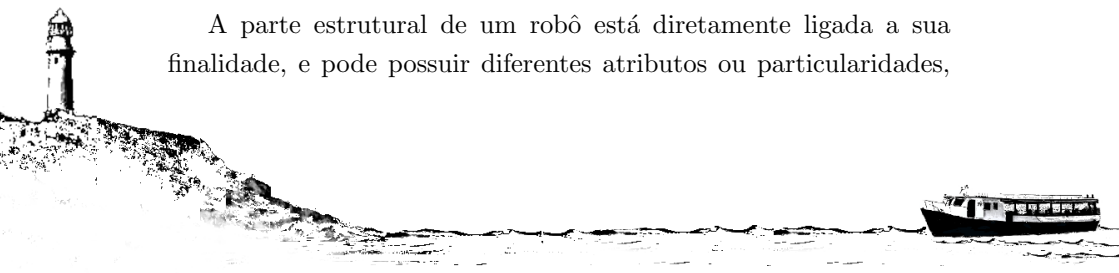 A parte estrutural de um robô está diretamente ligada a sua
finalidade, e pode possuir diferentes atributos ou particularidades,